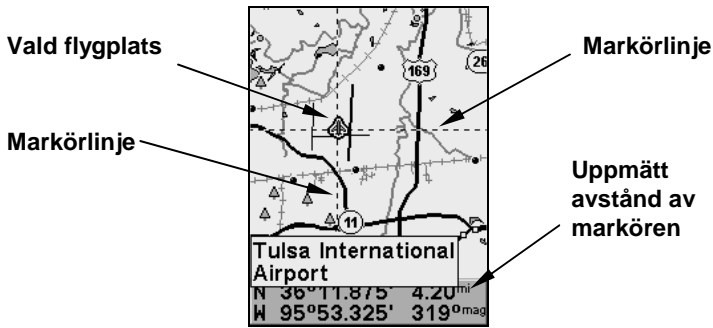 Vald flygplats
Markörlinje
Markörlinje
Uppmätt
avstånd av
markören
169
26
11
Tulsa International
Airport
N 36°11.875' 4.20mi
W 95°53.325' 319°mag